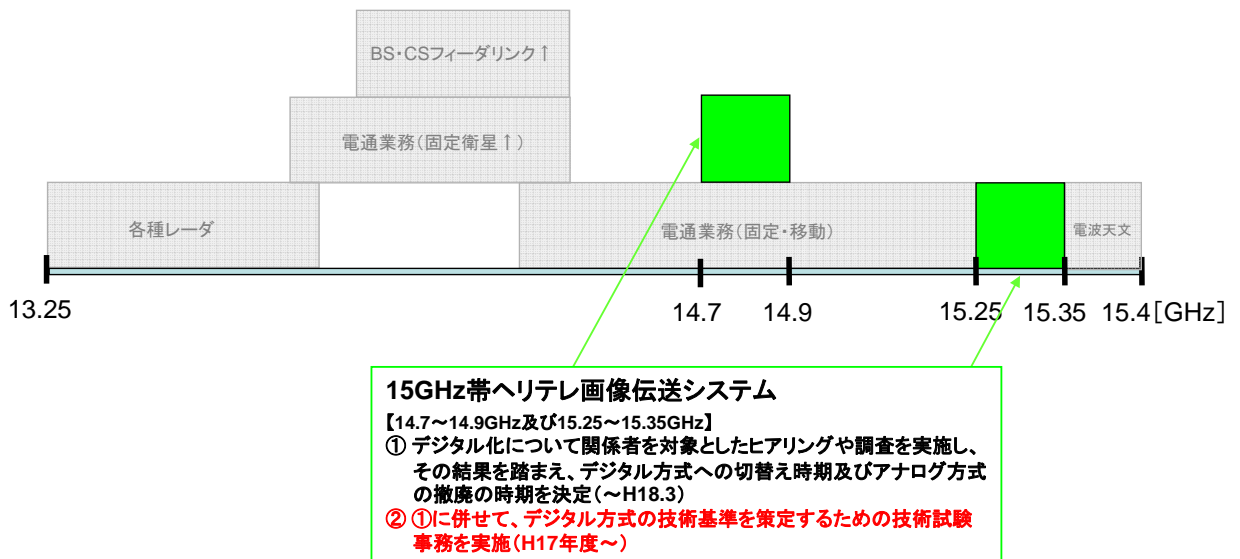 BS・CSフィーダリンク↑
電通業務(固定衛星↑)
各種レーダ
電通業務(固定・移動)
電波天文
13.25
14.7
14.9
15.25
15.35
15.4[GHz]
15GHz帯ヘリテレ画像伝送システム
【14.7～14.9GHz及び15.25～15.35GHz】
① デジタル化について関係者を対象としたヒアリングや調査を実施し、
その結果を踏まえ、デジタル方式への切替え時期及びアナログ方式
の撤廃の時期を決定(～H18.3)
② ①に併せて、デジタル方式の技術基準を策定するための技術試験
事務を実施(H17年度～)